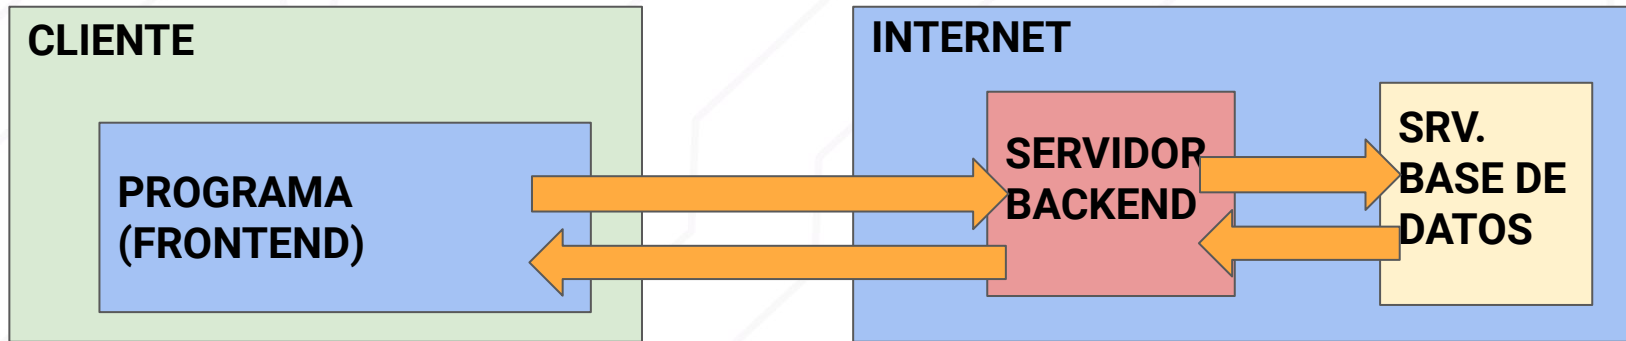 CLIENTE
PROGRAMA
(FRONTEND)
INTERNET
SERVIDOR
BACKEND
SRV.
BASE DE
DATOS